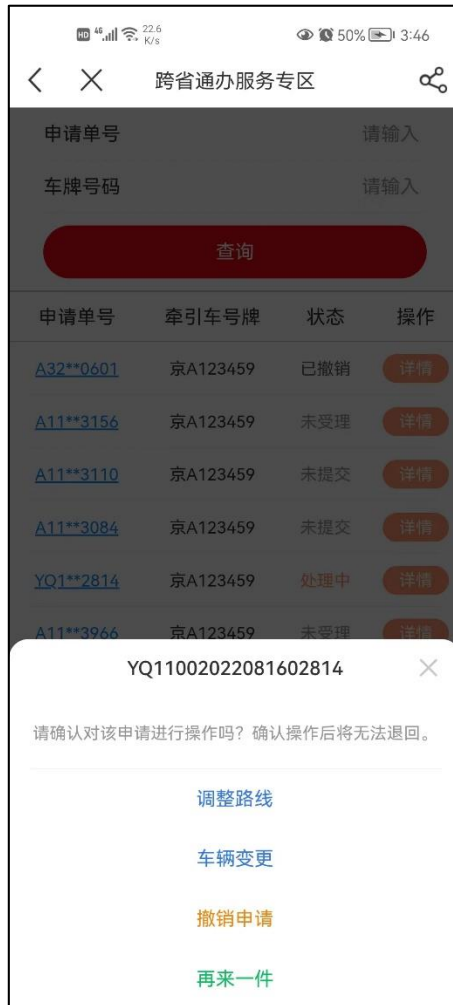 HD 4G 22.6 K/s 50% 3:46
跨省通办服务专区
申请单号 请输入
车牌号码 请输入
查询
申请单号 牵引车号牌 状态 操作
A32**0601 京A123459 已撤销 详情
A11**3156 京A123459 未受理 详情
A11**3110 京A123459 未提交 详情
A11**3084 京A123459 未提交 详情
YQ1**2814 京A123459 处理中 详情
A11**3966 京A123459 未受理 详情
YQ11002022081602814
请确认对该申请进行操作吗？确认操作后将无法退回。
调整路线
车辆变更
撤销申请
再来一件